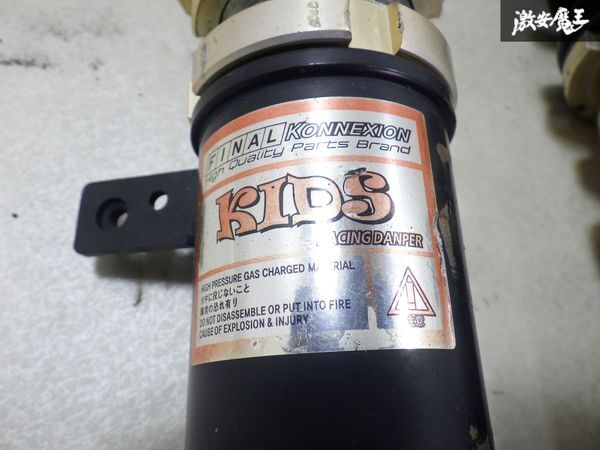 激安魔王
FINAL KONNEXION
High Quality Parts Brand
KIDS
ACING DANPER
HIGH PRESSURE GAS CHARGED MATERIAL
火中に投じないこと
爆発の恐れ有り
DO NOT DISASSEMBLE OR PUT INTO FIRE
CAUSE OF EXPLOSION & INJURY